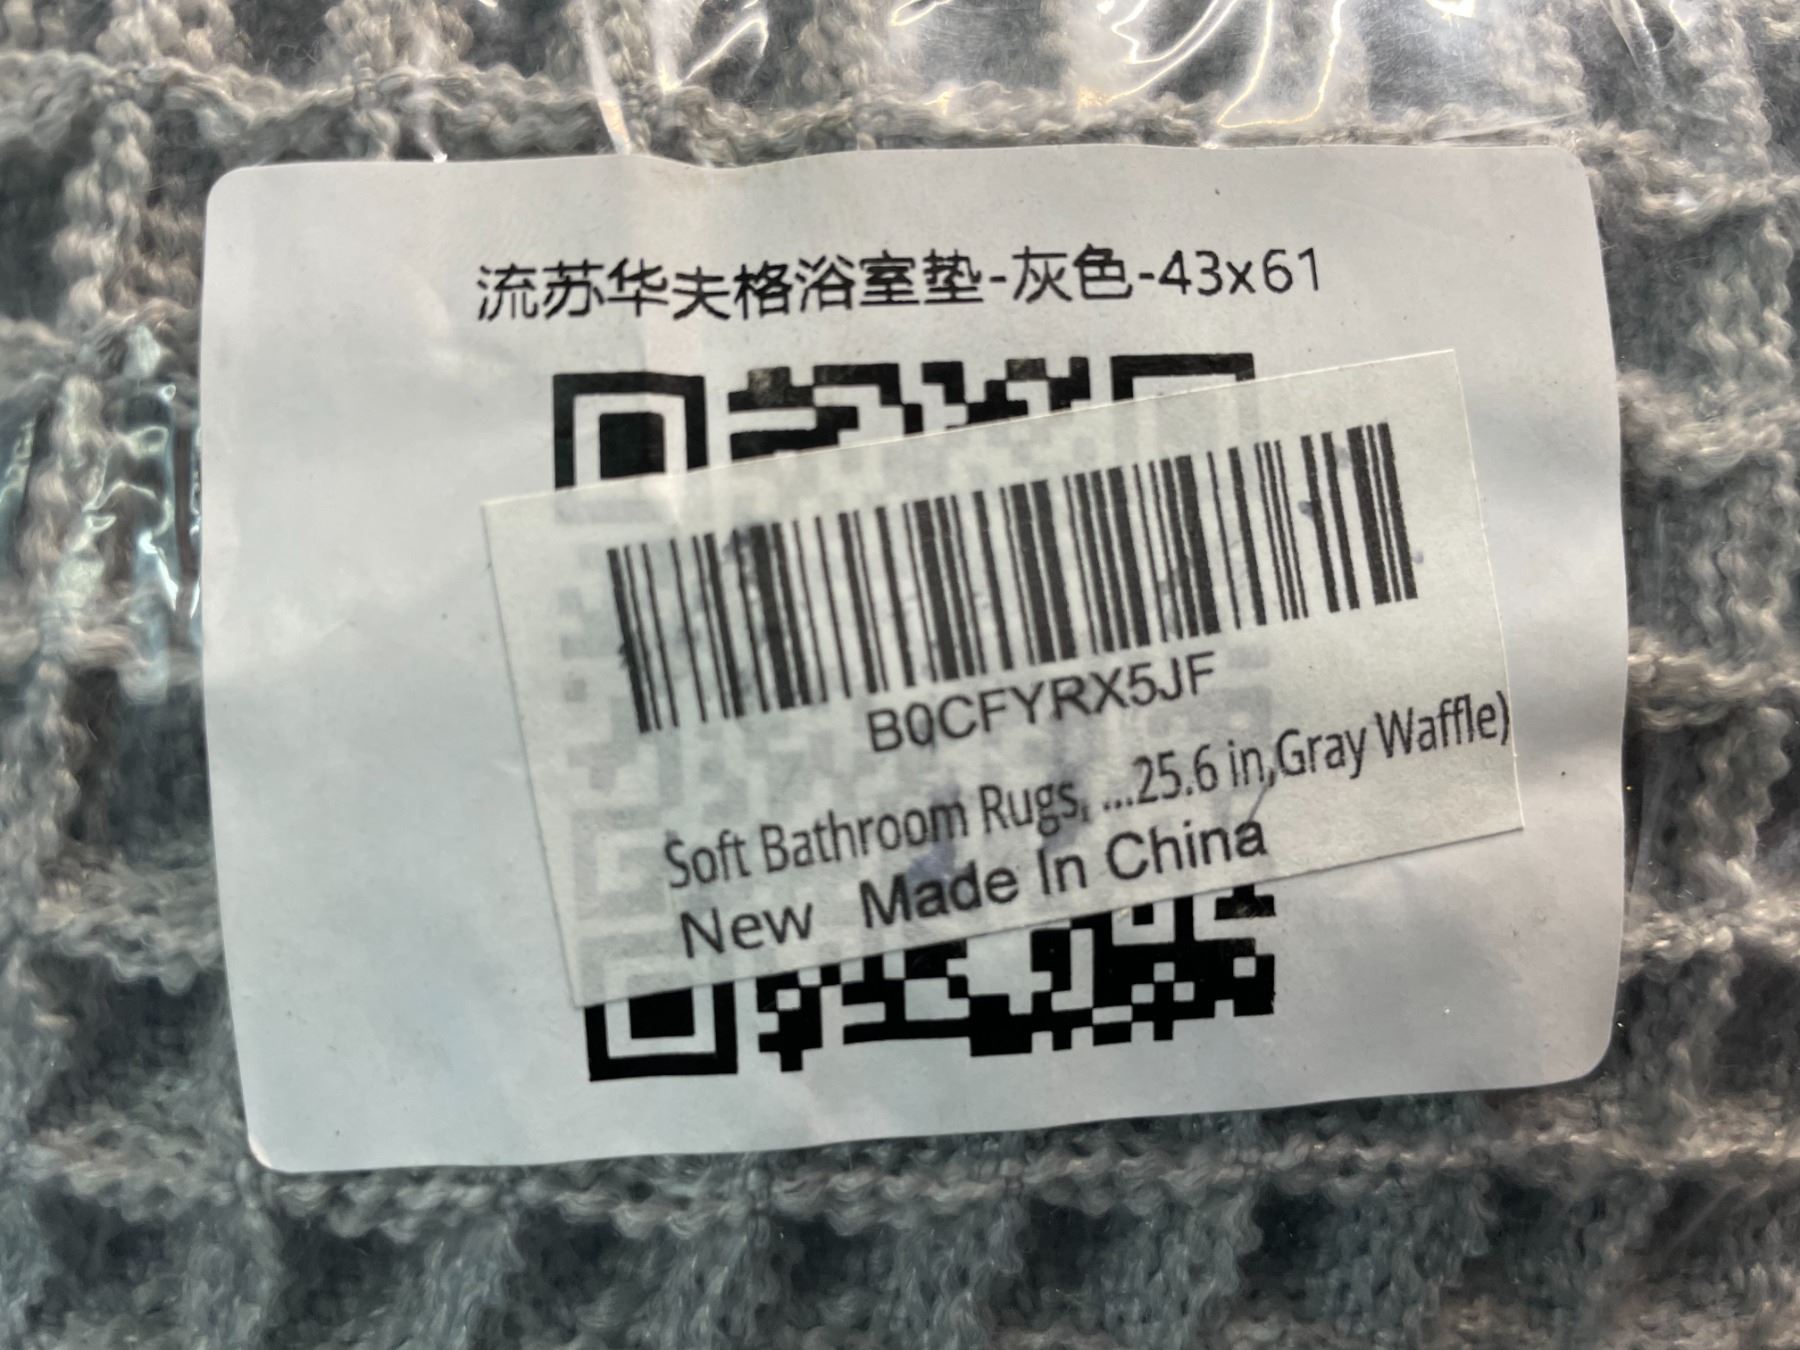 流苏华夫格浴室垫-灰色-43x61
B0CFYRX5JF
Soft Bathroom Rugs, ...25.6 in,Gray Waffle)
New Made In China